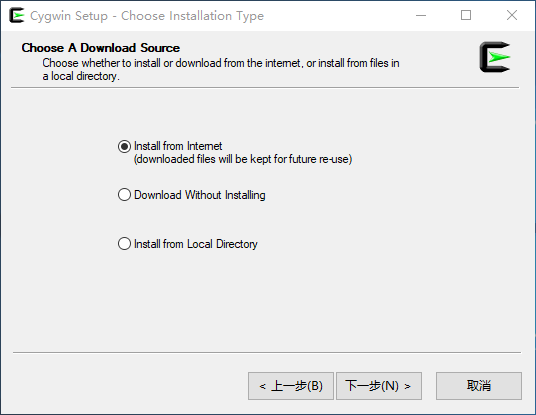 Cygwin Setup - Choose Installation Type
Choose A Download Source
Choose whether to install or download from the internet, or install from files in
a local directory.
Install from Internet
(downloaded files will be kept for future re-use)
Download Without Installing
Install from Local Directory
< 上一步(B)
下一步(N) >
取消